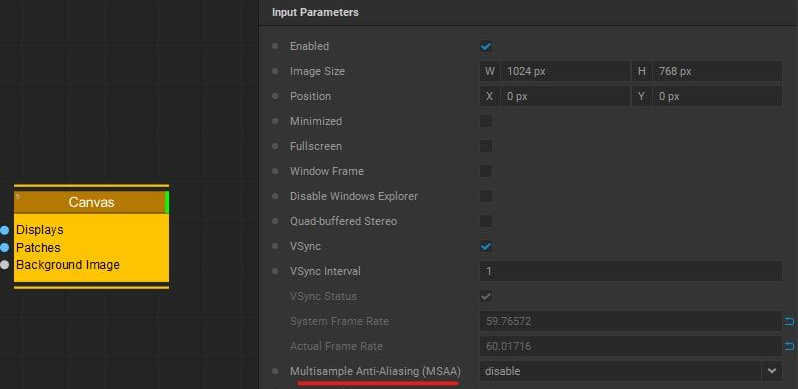 Input Parameters
Enabled
Image Size W 1024 px H 768 px
Position X 0 px Y 0 px
Minimized
Fullscreen
Window Frame
Disable Windows Explorer
Quad-buffered Stereo
VSync
VSync Interval 1
VSync Status
System Frame Rate 59.76572
Actual Frame Rate 60.01716
Multisample Anti-Aliasing (MSAA) disable
9
Canvas
Displays
Patches
Background Image